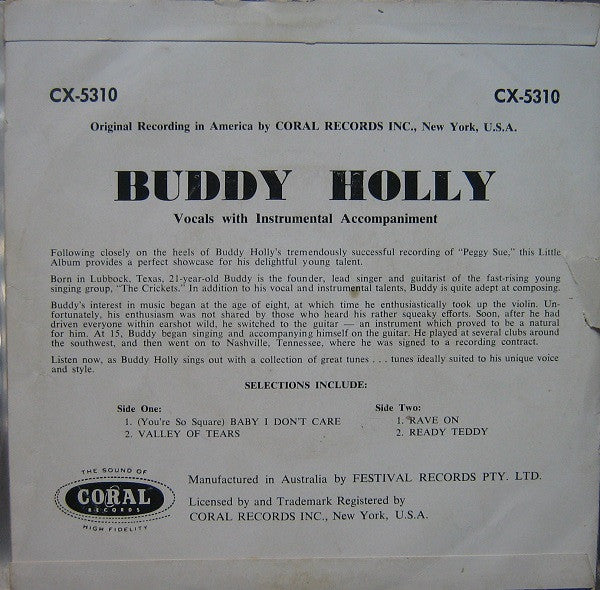 CX-5310 CX-5310
Original Recording in America by CORAL RECORDS INC., New York, U.S.A.
BUDDY HOLLY
Vocals with Instrumental Accompaniment
Following closely on the heels of Buddy Holly's tremendously successful recording of "Peggy Sue," this Little
Album provides a perfect showcase for his delightful young talent.
Born in Lubbock, Texas, 21-year-old Buddy is the founder, lead singer and guitarist of the fast-rising young
singing group, "The Crickets." In addition to his vocal and instrumental talents, Buddy is quite adept at composing.
Buddy's interest in music began at the age of eight, at which time he enthusiastically took up the violin. Un-
fortunately, his enthusiasm was not shared by those who heard his rather squeaky efforts. Soon, after he had
driven everyone within earshot wild, he switched to the guitar — an instrument which proved to be a natural
for him. At 15, Buddy began singing and accompanying himself on the guitar. He played at several clubs around
the southwest, and then went on to Nashville, Tennessee, where he was signed to a recording contract.
Listen now, as Buddy Holly sings out with a collection of great tunes . . . tunes ideally suited to his unique voice
and style.
SELECTIONS INCLUDE:
Side One:
1. (You're So Square) BABY I DON'T CARE
2. VALLEY OF TEARS
Side Two:
1. RAVE ON
2. READY TEDDY
THE SOUND OF
CORAL
RECORDS
HIGH FIDELITY
Manufactured in Australia by FESTIVAL RECORDS PTY. LTD.
Licensed by and Trademark Registered by
CORAL RECORDS INC., New York, U.S.A.